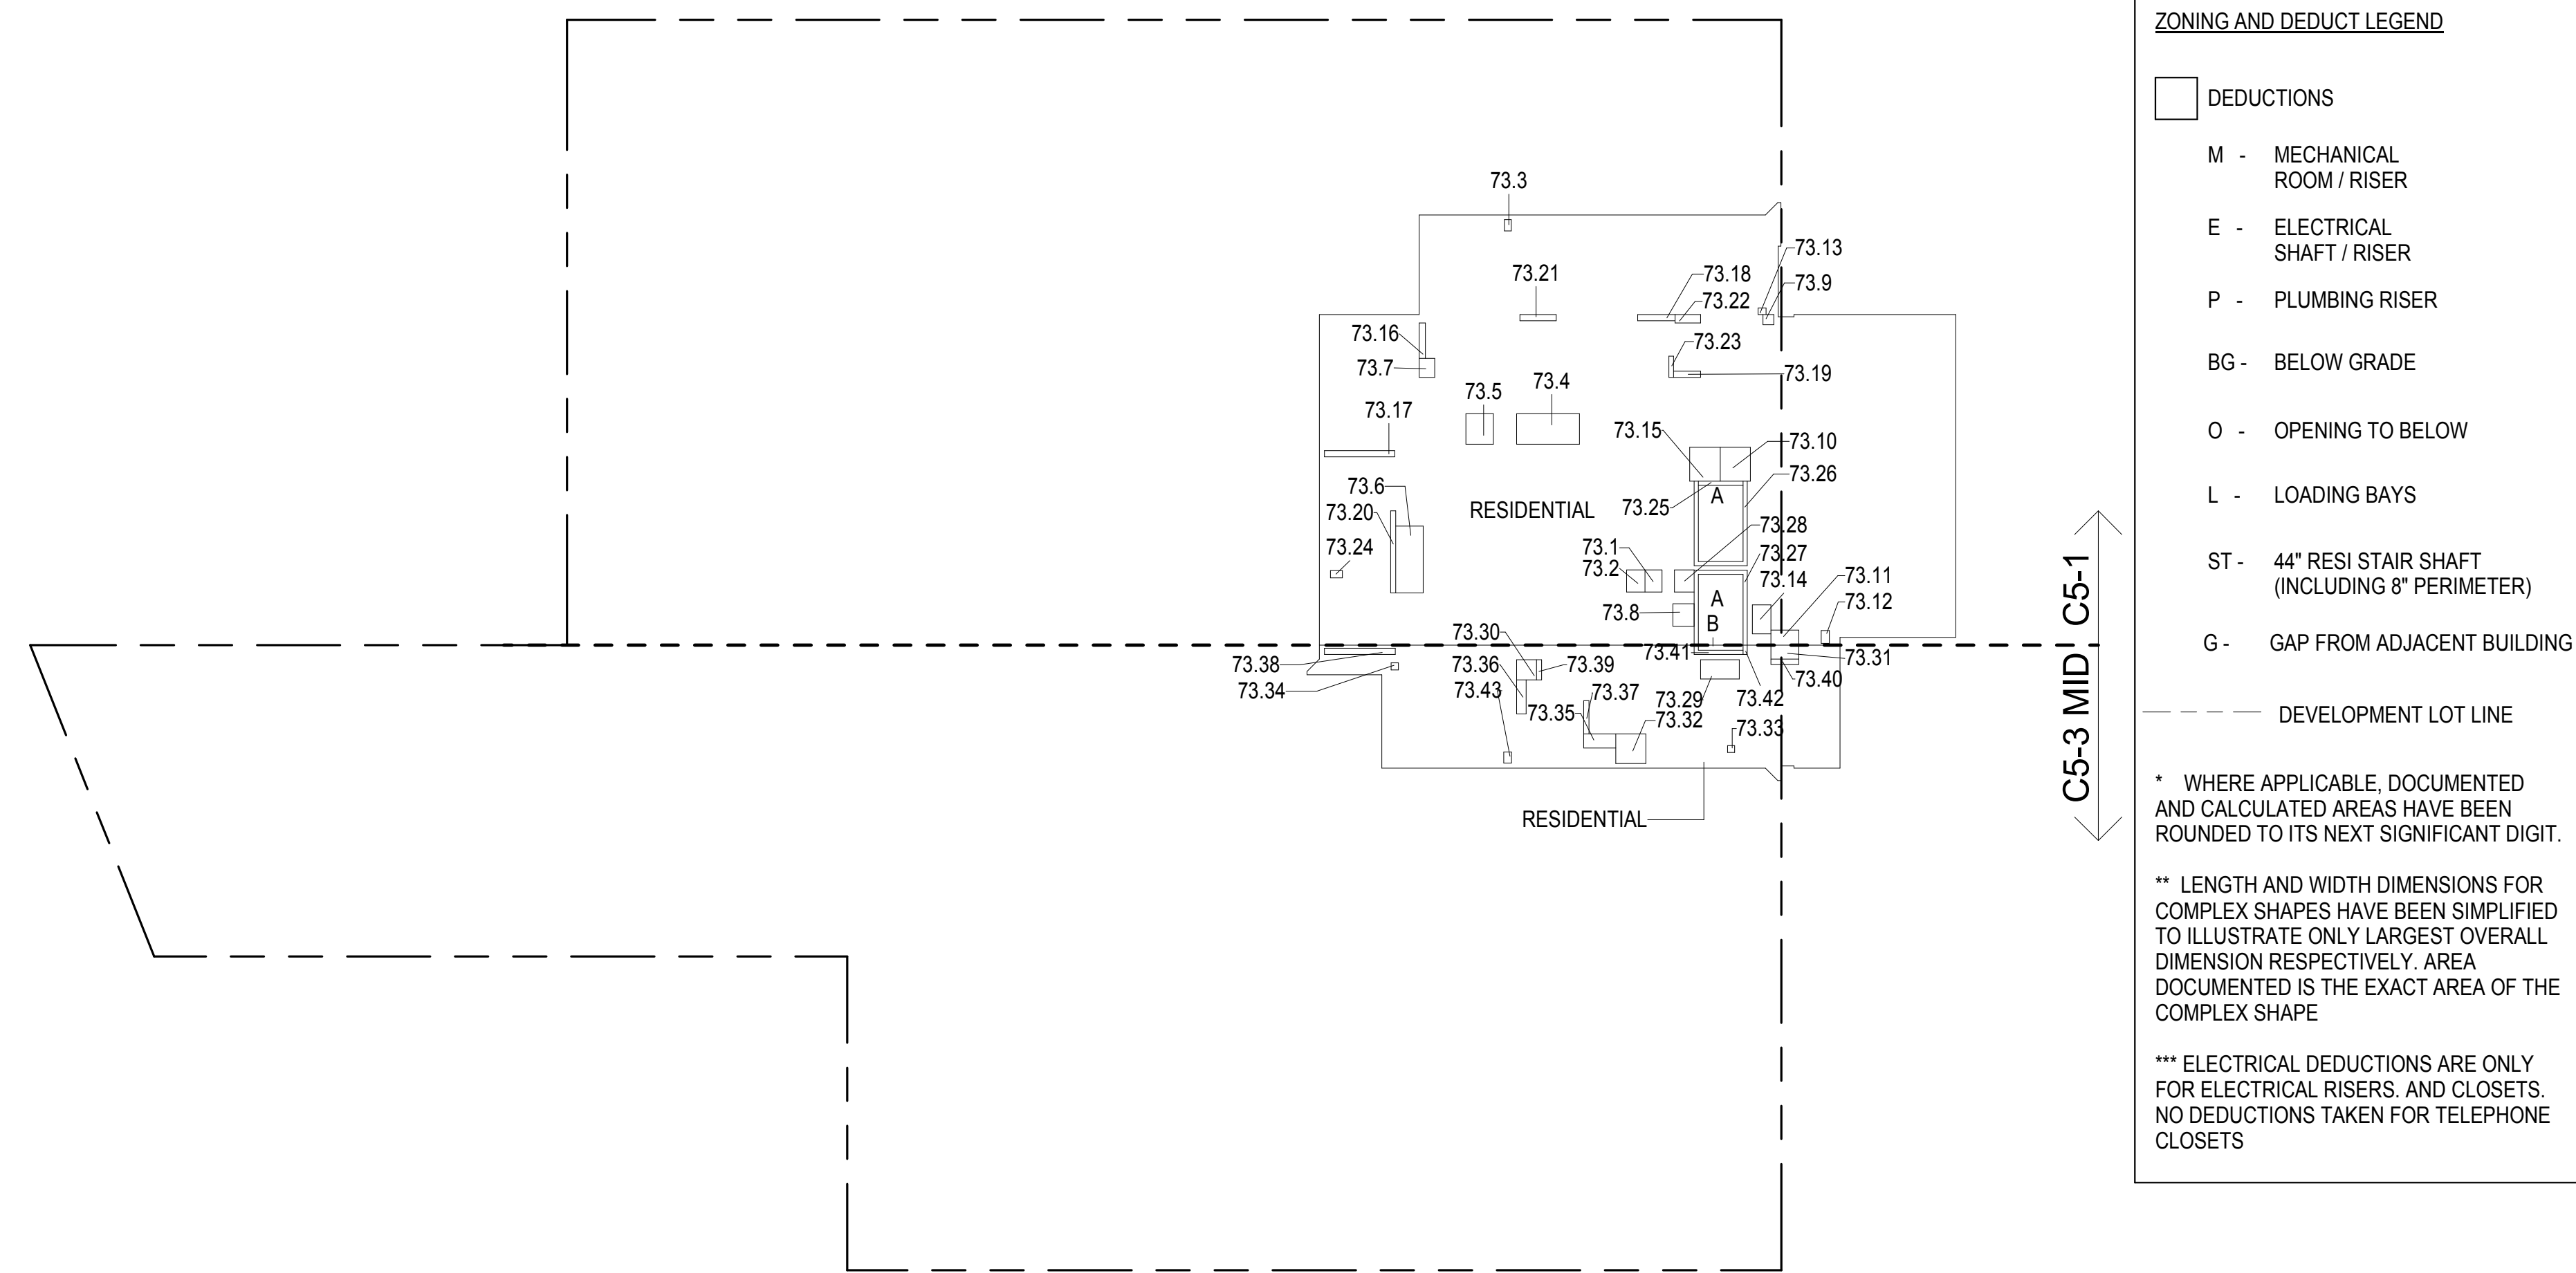 73.3
73.13
73.21
73.18
73.9
73.22
73.16
73.23
73.7
73.19
73.5
73.4
73.17
73.15
73.10
73.26
73.6
A
73.25
RESIDENTIAL
73.20
73.28
73.24
73.1
73.27
73.2
73.14
73.11
A
73.12
73.8
B
73.30
73.41
73.31
73.38
73.36
73.39
73.40
73.34
73.43
73.37
73.29
73.42
73.35
73.32
73.33
RESIDENTIAL
C5-3 MID C5-1
ZONING AND DEDUCT LEGEND
DEDUCTIONS
M - MECHANICAL
ROOM / RISER
E - ELECTRICAL
SHAFT / RISER
P - PLUMBING RISER
BG - BELOW GRADE
O - OPENING TO BELOW
L - LOADING BAYS
ST - 44" RESI STAIR SHAFT
(INCLUDING 8" PERIMETER)
G - GAP FROM ADJACENT BUILDING
DEVELOPMENT LOT LINE
* WHERE APPLICABLE, DOCUMENTED
AND CALCULATED AREAS HAVE BEEN
ROUNDED TO ITS NEXT SIGNIFICANT DIGIT.
** LENGTH AND WIDTH DIMENSIONS FOR
COMPLEX SHAPES HAVE BEEN SIMPLIFIED
TO ILLUSTRATE ONLY LARGEST OVERALL
DIMENSION RESPECTIVELY. AREA
DOCUMENTED IS THE EXACT AREA OF THE
COMPLEX SHAPE
*** ELECTRICAL DEDUCTIONS ARE ONLY
FOR ELECTRICAL RISERS. AND CLOSETS.
NO DEDUCTIONS TAKEN FOR TELEPHONE
CLOSETS